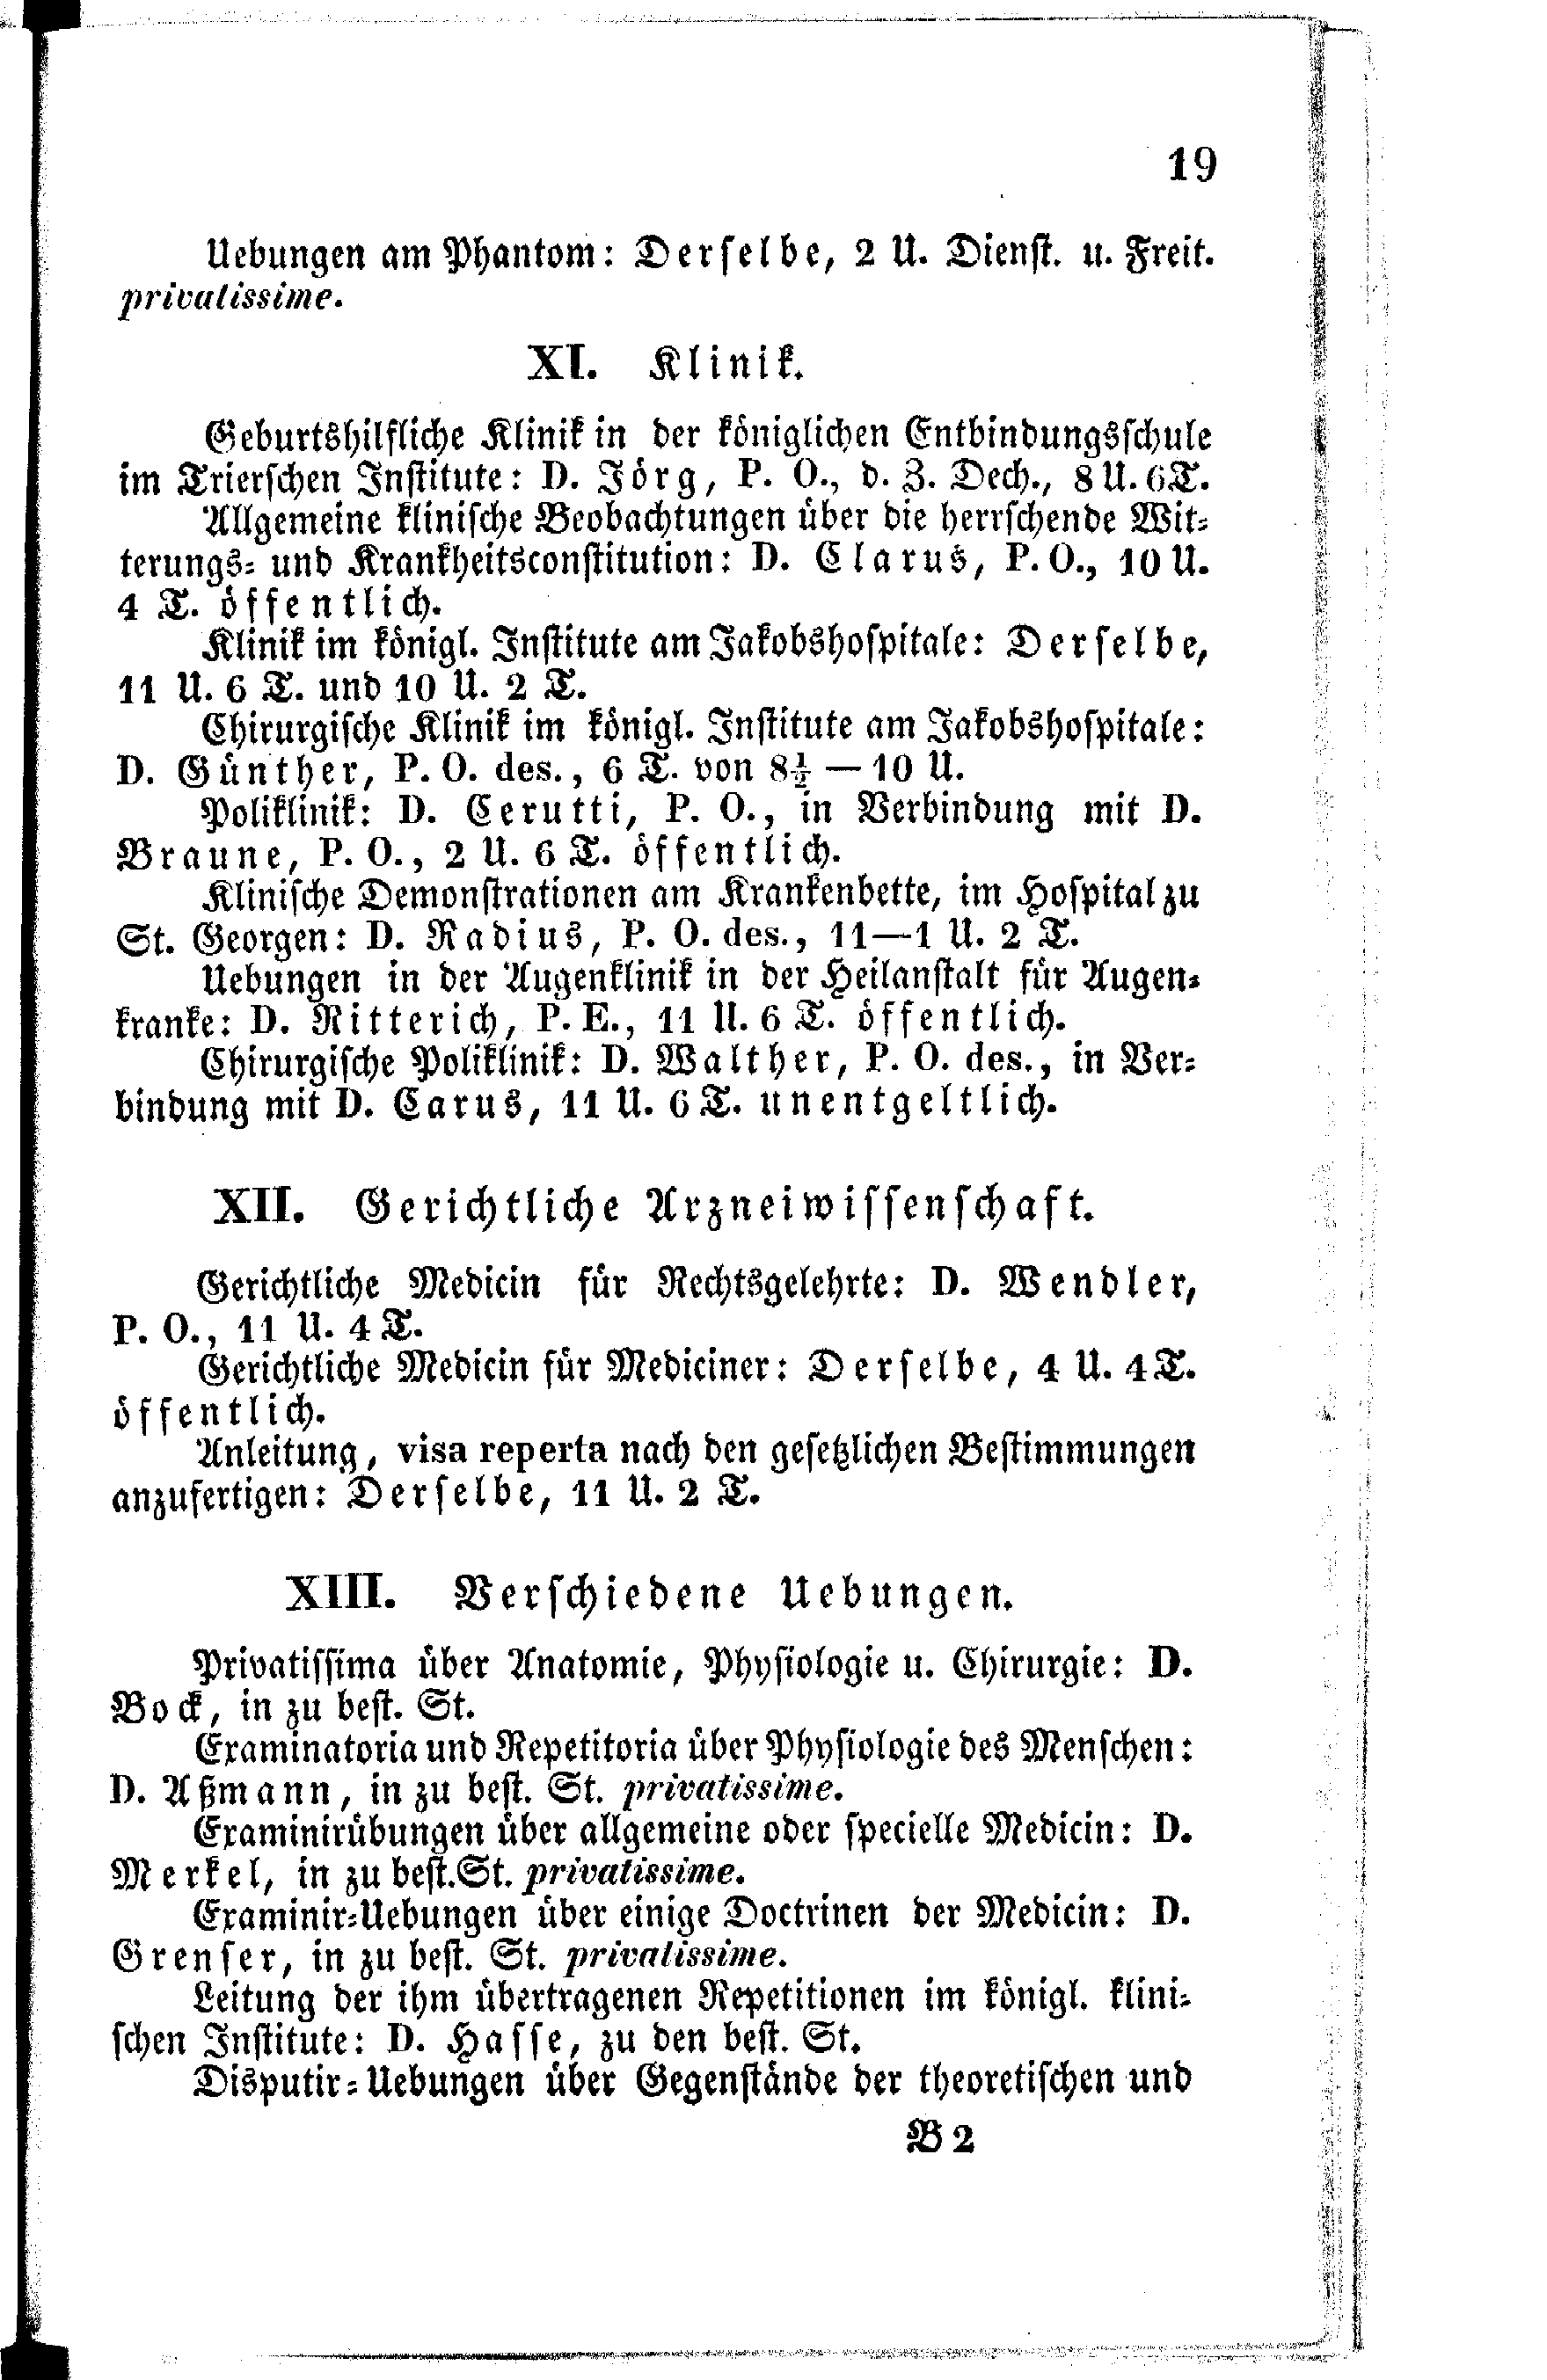 19
Uebungen am Phantom: Derselbe, 2 U. Dienst. u. Freit.
privatissime.
XI. Klinik.
Geburtshilfliche Klinik in der königlichen Entbindungsschule
im Trierschen Institute: D. Jörg, P. O., d. Z. Dech., 8 U. 6 T.
Allgemeine klinische Beobachtungen über die herrschende Wit-
terungs- und Krankheitsconstitution: D. Clarus, P. O., 10 U.
4 T. öffentlich.
Klinik im königl. Institute am Jakobshospitale: Derselbe,
11 U. 6 T. und 10 U. 2 T.
Chirurgische Klinik im königl. Institute am Jakobshospitale:
D. Günther, P. O. des., 6 T. von 8½ — 10 U.
Poliklinik: D. Cerutti, P. O., in Verbindung mit D.
Braune, P. O., 2 U. 6 T. öffentlich.
Klinische Demonstrationen am Krankenbette, im Hospital zu
St. Georgen: D. Radius, P. O. des., 11—1 U. 2 T.
Uebungen in der Augenklinik in der Heilanstalt für Augen-
kranke: D. Ritterich, P. E., 11 U. 6 T. öffentlich.
Chirurgische Poliklinik: D. Walther, P. O. des., in Ver-
bindung mit D. Carus, 11 U. 6 T. unentgeltlich.
XII. Gerichtliche Arzneiwissenschaft.
Gerichtliche Medicin für Rechtsgelehrte: D. Wendler,
P. O., 11 U. 4 T.
Gerichtliche Medicin für Mediciner: Derselbe, 4 U. 4 T.
öffentlich.
Anleitung, visa reperta nach den gesetzlichen Bestimmungen
anzufertigen: Derselbe, 11 U. 2 T.
XIII. Verschiedene Uebungen.
Privatissima über Anatomie, Physiologie u. Chirurgie: D.
Bock, in zu best. St.
Examinatoria und Repetitoria über Physiologie des Menschen:
D. Aßmann, in zu best. St. privatissime.
Examinirübungen über allgemeine oder specielle Medicin: D.
Merkel, in zu best. St. privatissime.
Examinir-Uebungen über einige Doctrinen der Medicin: D.
Grenser, in zu best. St. privatissime.
Leitung der ihm übertragenen Repetitionen im königl. klini-
schen Institute: D. Hasse, zu den best. St.
Disputir-Uebungen über Gegenstände der theoretischen und
B 2